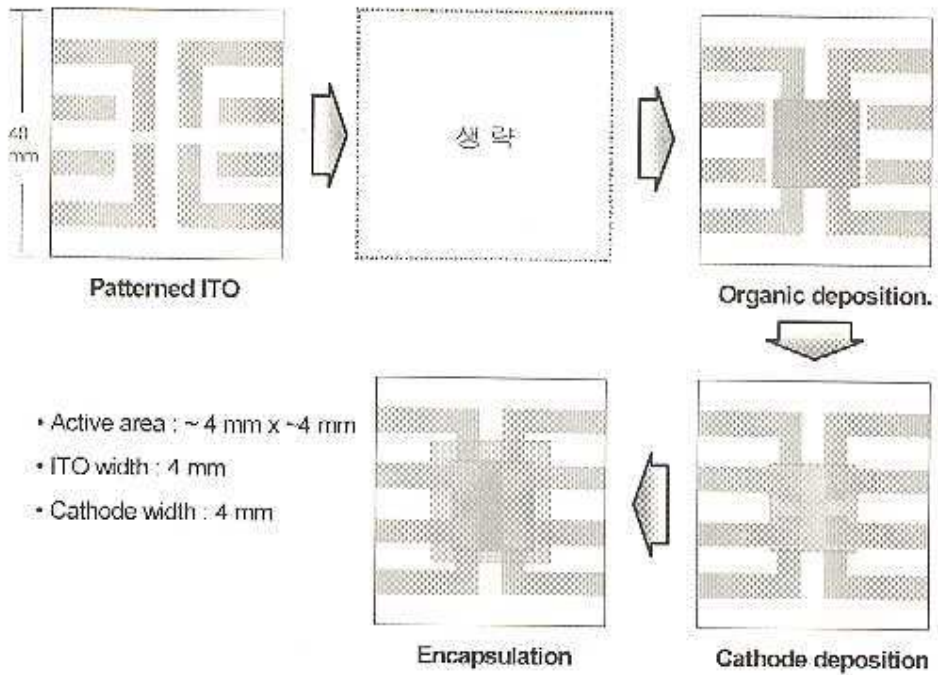 40
mm
생 략
Patterned ITO
Organic deposition.
• Active area : ~ 4 mm x ~4 mm
• ITO width : 4 mm
• Cathode width : 4 mm
Encapsulation
Cathode deposition